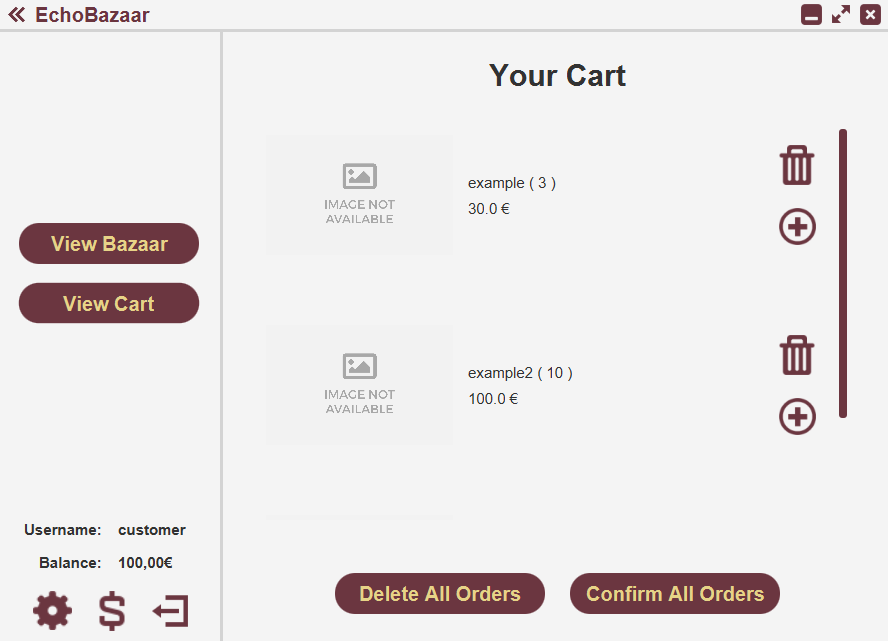 EchoBazaar
Your Cart
IMAGE NOT
AVAILABLE
example ( 3 )
30.0 €
View Bazaar
View Cart
IMAGE NOT
AVAILABLE
example2 ( 10 )
100.0 €
Username: customer
Balance: 100,00€
Delete All Orders
Confirm All Orders